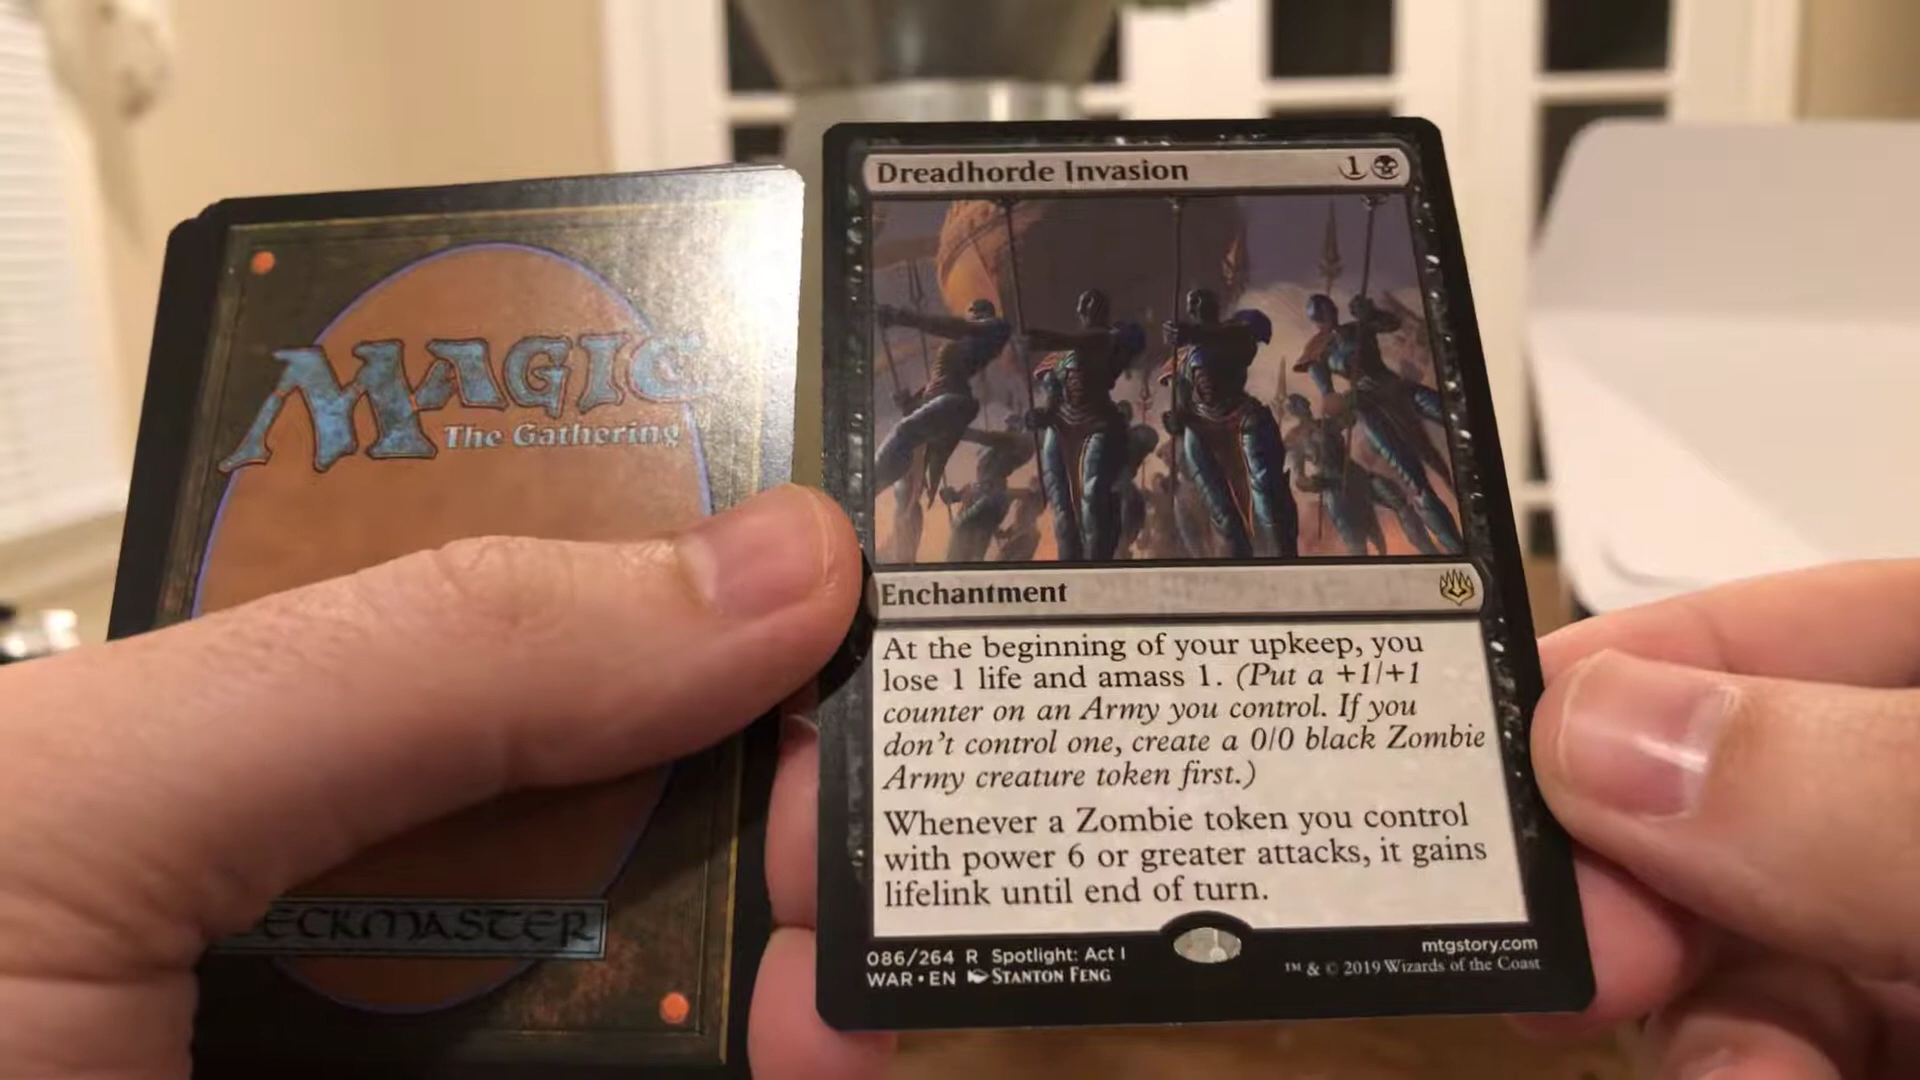 MAGIC
The Gathering
ECKMASTER
Dreadhorde Invasion 1
Enchantment
At the beginning of your upkeep, you
lose 1 life and amass 1. (Put a +1/+1
counter on an Army you control. If you
don't control one, create a 0/0 black Zombie
Army creature token first.)
Whenever a Zombie token you control
with power 6 or greater attacks, it gains
lifelink until end of turn.
086/264 R Spotlight: Act I
WAR • EN STANTON FENG
mtgstory.com
™ & © 2019 Wizards of the Coast